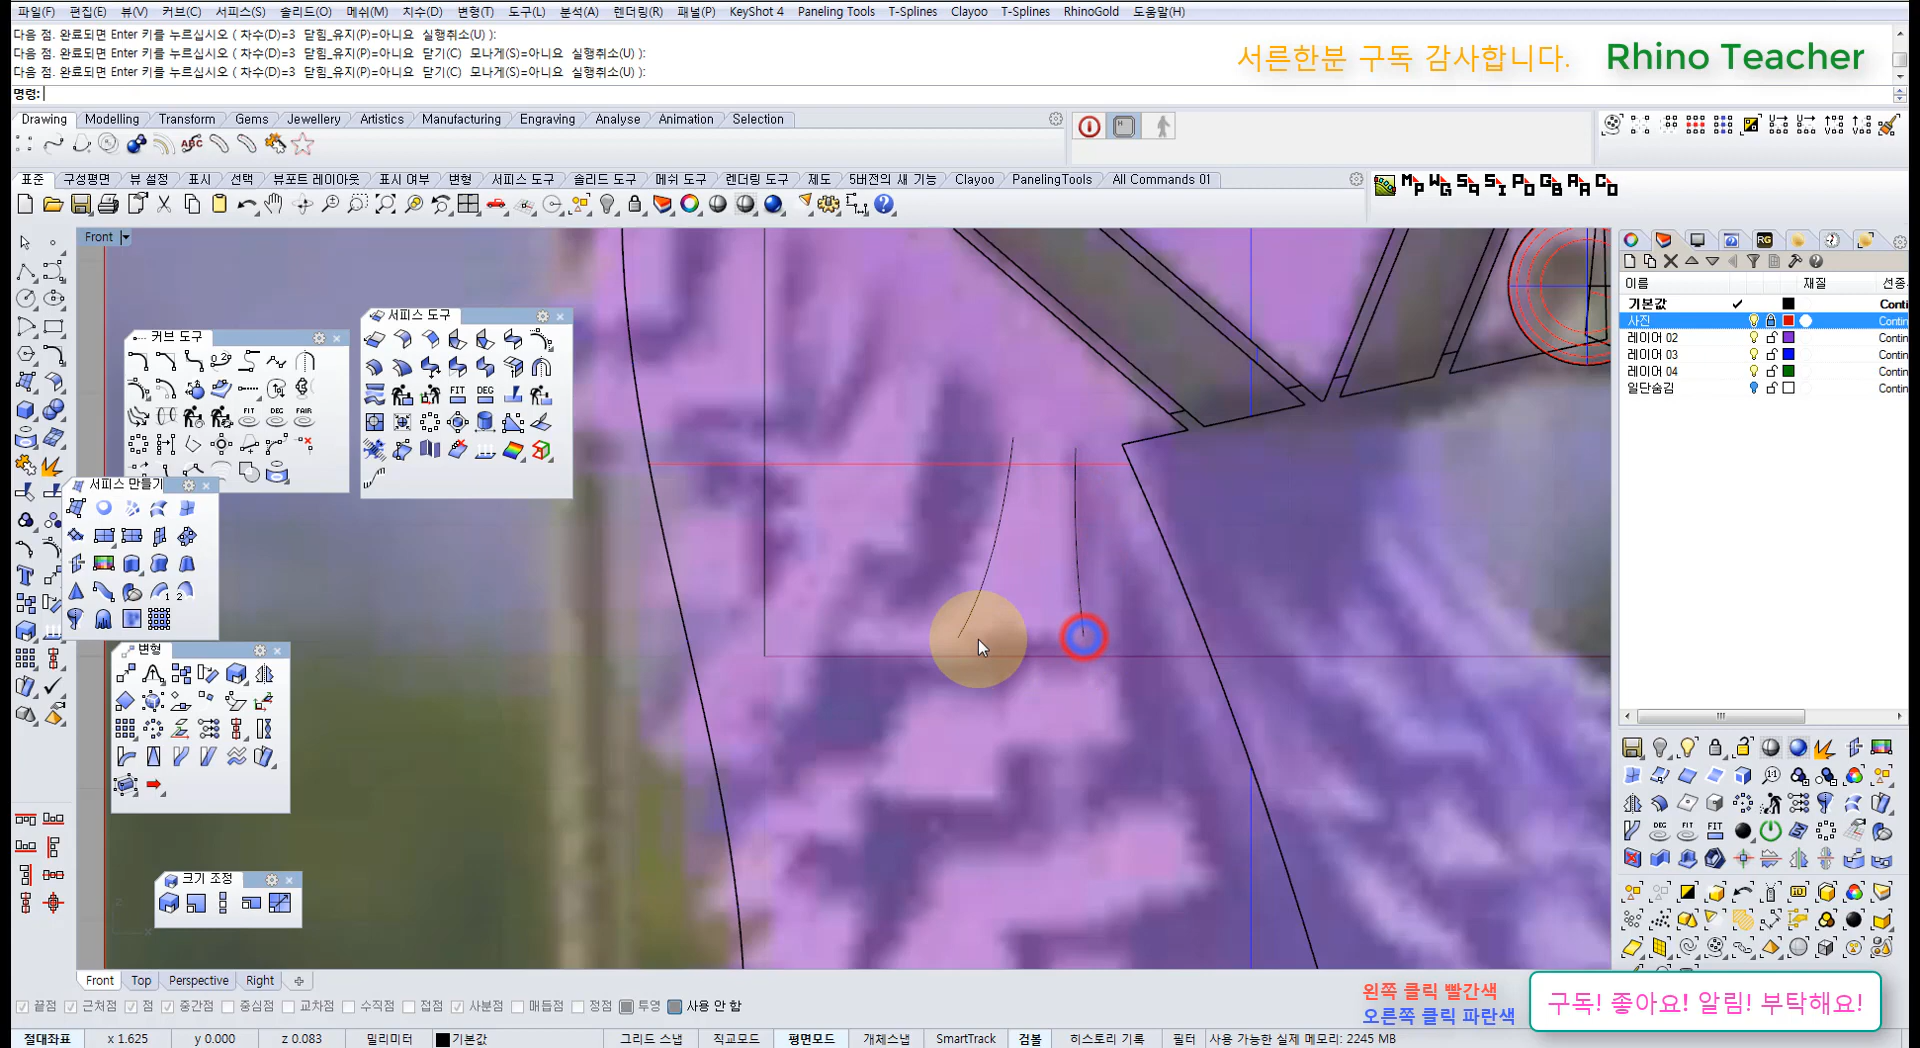 파일(F) 편집(E) 뷰(V) 커브(C) 서피스(S) 솔리드(O) 메쉬(M) 치수(D) 변형(T) 도구(L) 분석(A) 렌더링(R) 패널(P) KeyShot 4 Paneling Tools T-Splines Clayoo T-Splines RhinoGold 도움말(H)
다음 점. 완료되면 Enter 키를 누르십시오 ( 차수(D)=3 닫힘_유지(P)=아니요 실행취소(U) ):
다음 점. 완료되면 Enter 키를 누르십시오 ( 차수(D)=3 닫힘_유지(P)=아니요 닫기(C) 모나게(S)=아니요 실행취소(U) ):
다음 점. 완료되면 Enter 키를 누르십시오 ( 차수(D)=3 닫힘_유지(P)=아니요 닫기(C) 모나게(S)=아니요 실행취소(U) ):
명령:
서른한분 구독 감사합니다. Rhino Teacher
Drawing Modelling Transform Gems Jewellery Artistics Manufacturing Engraving Analyse Animation Selection
표준 구성평면 뷰 설정 표시 선택 뷰포트 레이아웃 표시 여부 변형 서피스 도구 솔리드 도구 메쉬 도구 렌더링 도구 제도 5버전의 새 기능 Clayoo PanelingTools All Commands 01
Front
커브 도구
서피스 도구
서피스 만들기
변형
크기 조정
이름 재질 선종
기본값 Conti
사진 Contin
레이어 02 Contin
레이어 03 Contin
레이어 04 Contin
일단숨김 Contin
Front Top Perspective Right
끝점 근처점 점 중간점 중심점 교차점 수직점 접점 사분점 매듭점 정점 투영 사용 안 함
왼쪽 클릭 빨간색
오른쪽 클릭 파란색
구독! 좋아요! 알림! 부탁해요!
절대좌표 x 1.625 y 0.000 z 0.083 밀리미터 기본값 그리드 스냅 직교모드 평면모드 개체스냅 SmartTrack 검볼 히스토리 기록 필터 사용 가능한 실제 메모리: 2245 MB